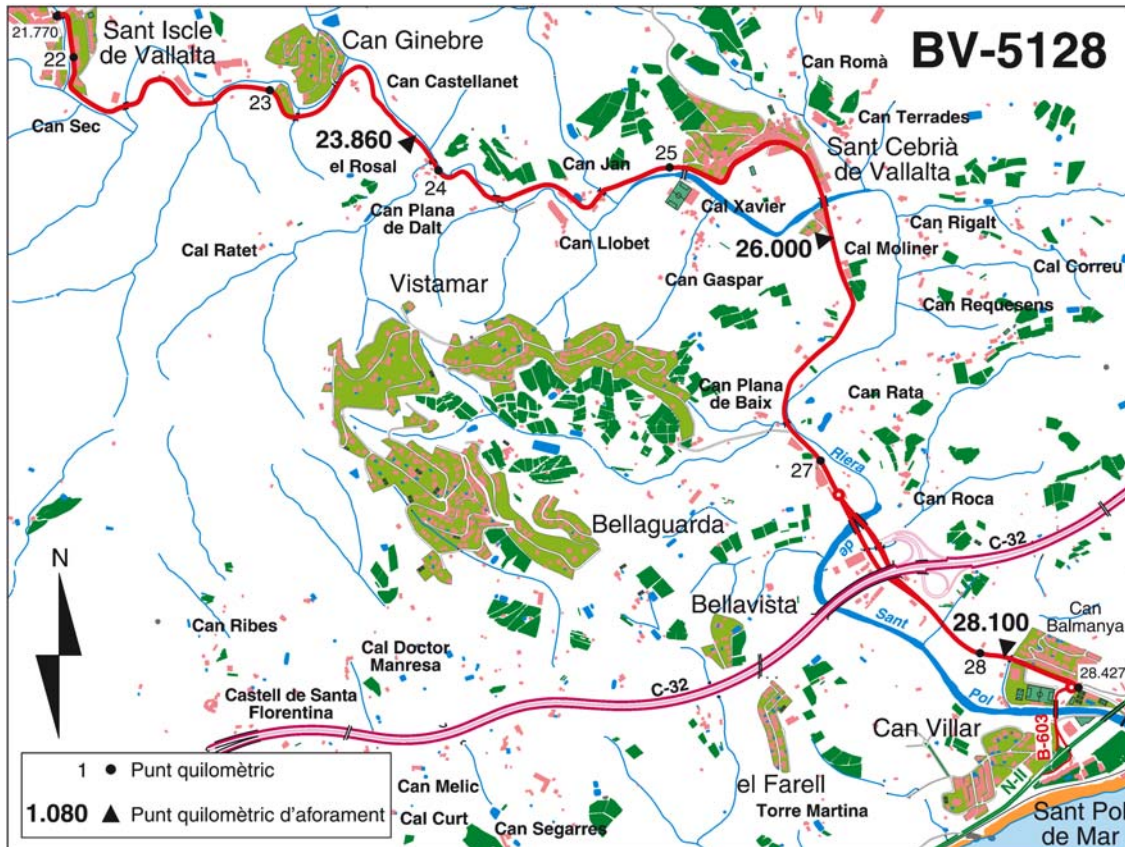 BV-5128
21.770
Sant Iscle
de Vallalta
22
Can Ginebre
Can Romà
Can Castellanet
23
Can Sec
Can Terrades
23.860
el Rosal
24
Can Jan
25
Sant Cebrià
de Vallalta
Can Plana
de Dalt
Cal Xavier
Can Rigalt
Cal Ratet
Can Llobet
26.000
Cal Moliner
Cal Correu
Can Gaspar
Vistamar
Can Requesens
Can Plana
de Baix
Can Rata
27
Riera
Can Roca
Bellaguarda
de
C-32
N
Bellavista
Sant
28.100
Can
Balmanya
Can Ribes
Cal Doctor
Manresa
28
28.427
C-32
Pol
Castell de Santa
Florentina
Can Villar
B-603
N-II
1 Punt quilomètric
1.080 Punt quilomètric d'aforament
Can Melic
el Farell
Cal Curt
Can Segarres
Torre Martina
Sant Pol
de Mar